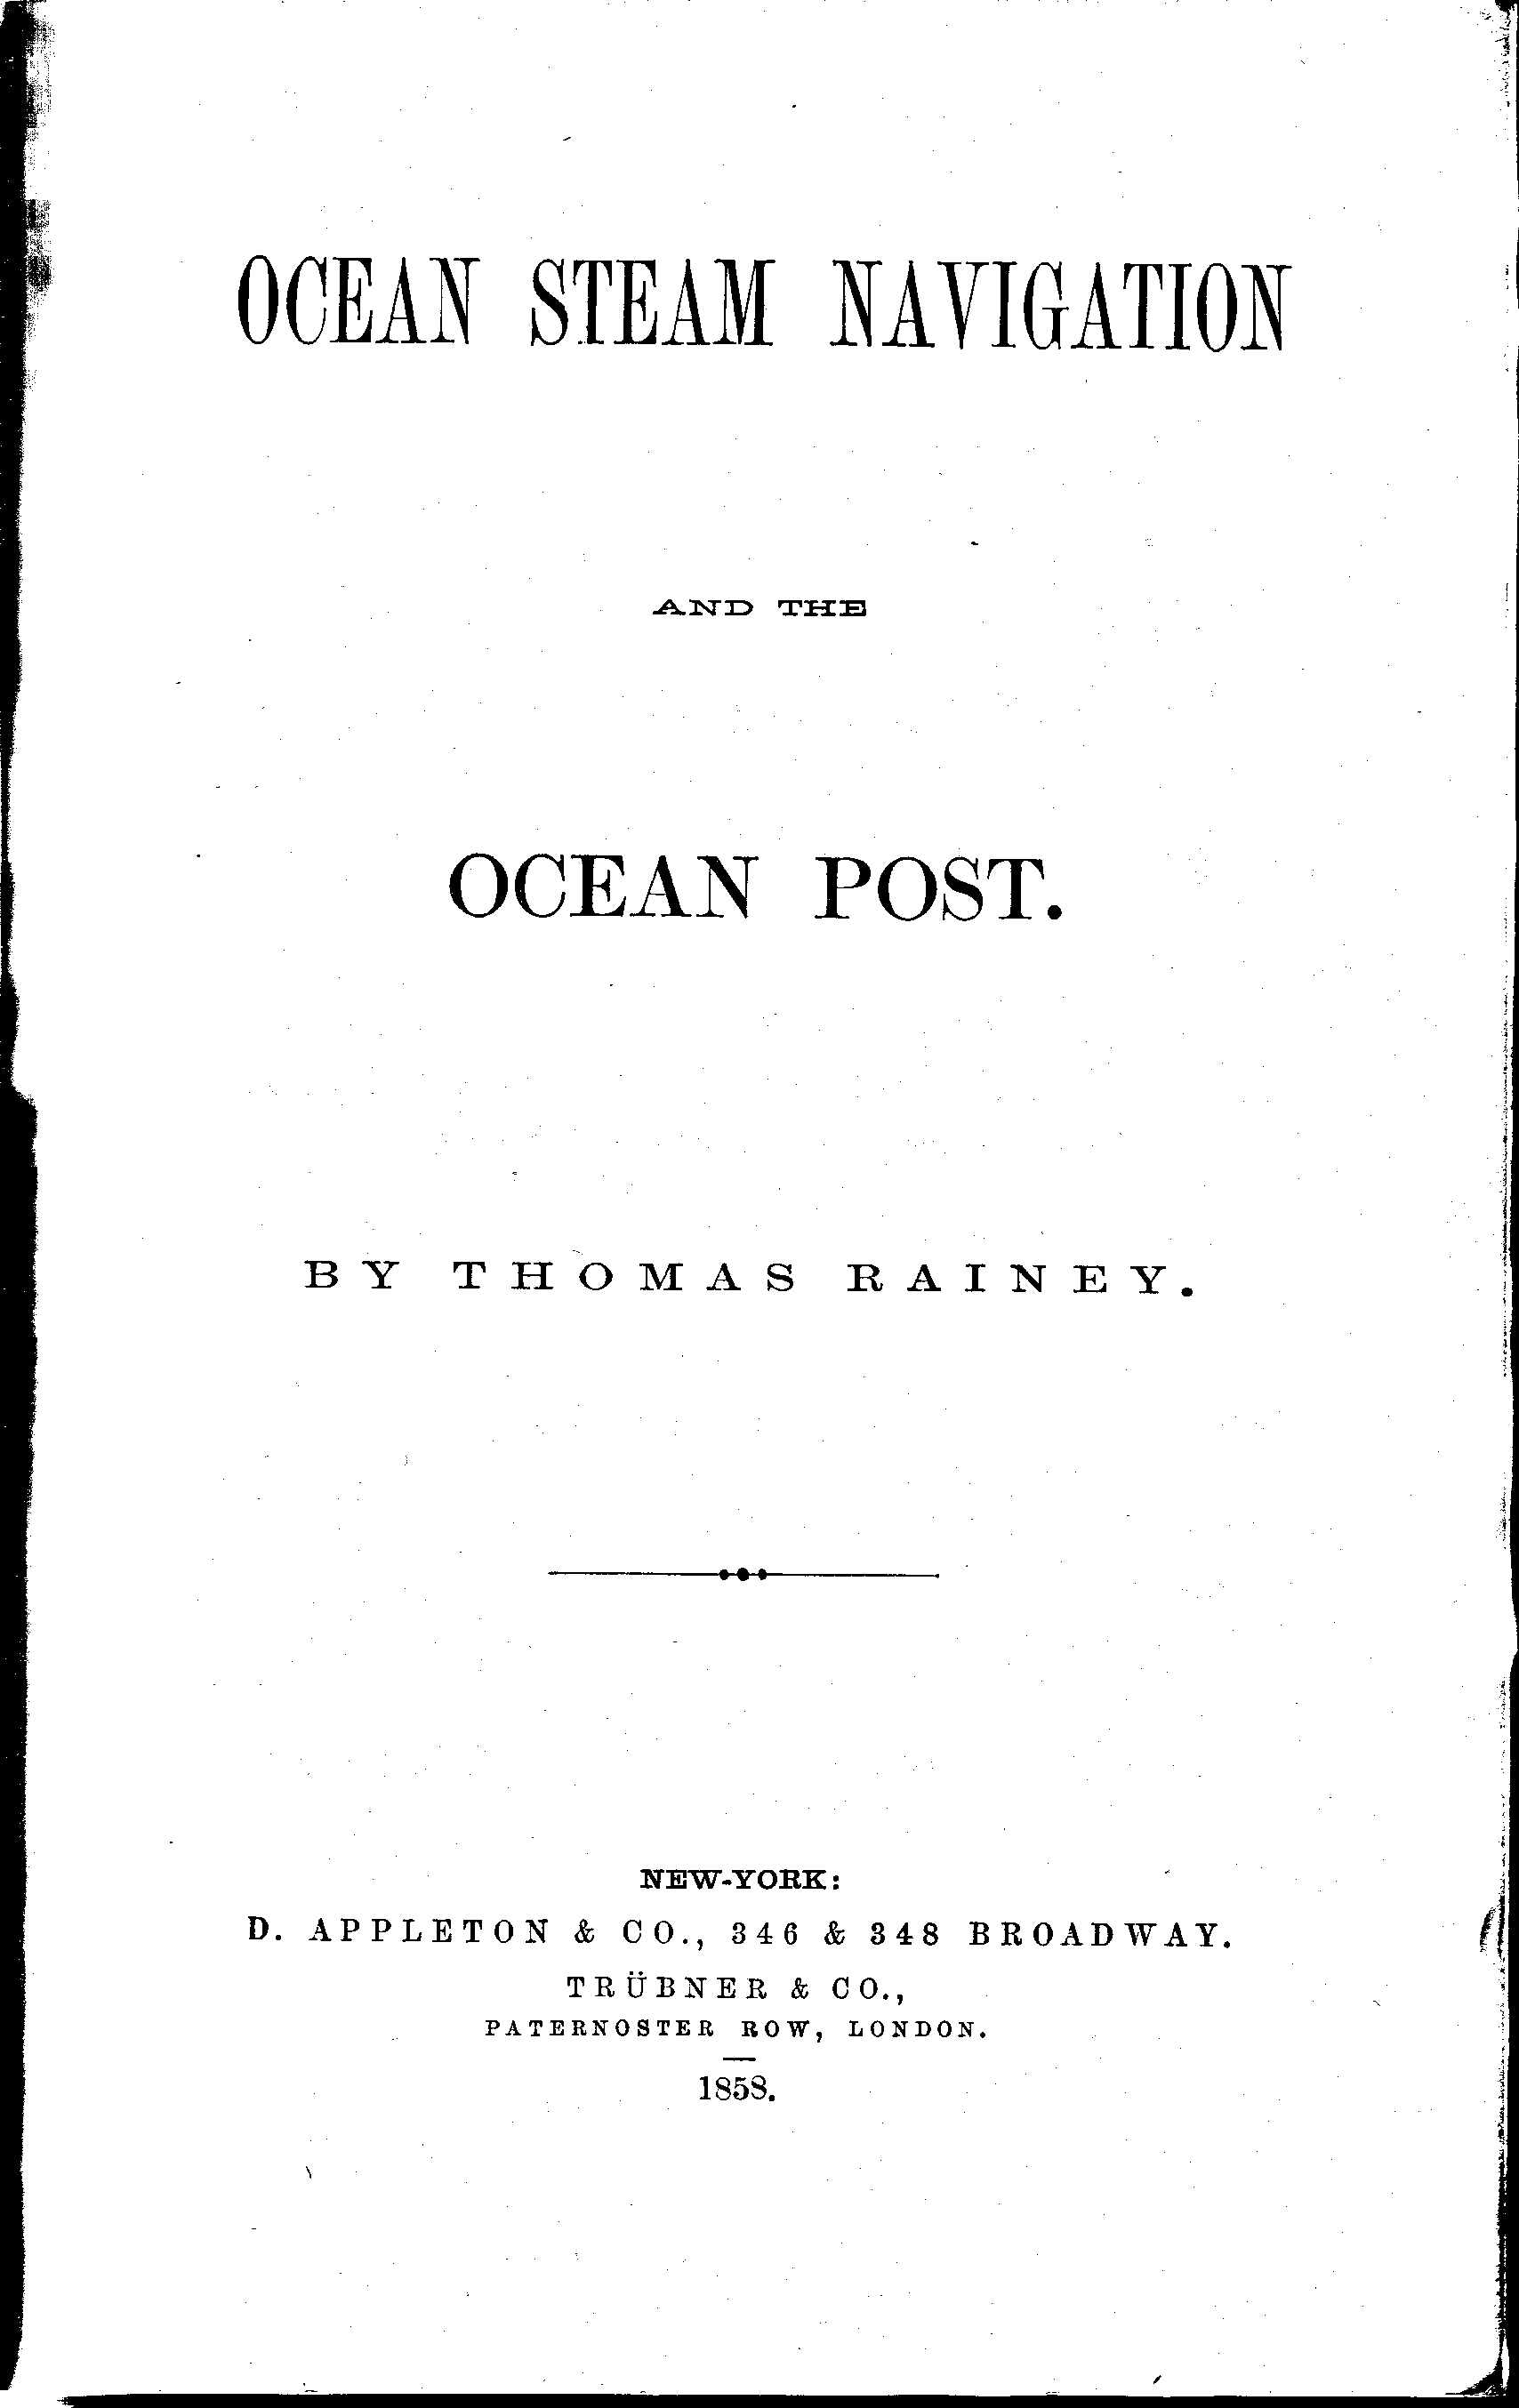 OCEAN STEAM NAVIGATION
AND THE
OCEAN POST.
BY THOMAS RAINEY.
NEW-YORK:
D. APPLETON & CO., 346 & 348 BROADWAY.
TRÜBNER & CO.,
PATERNOSTER ROW, LONDON.
1858.